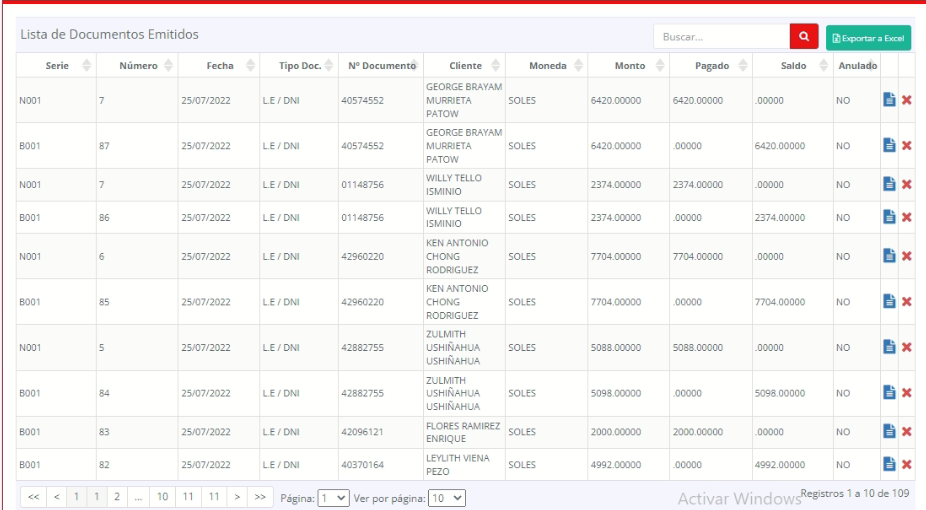 Lista de Documentos Emitidos
Buscar...
Exportar a Excel
Serie Número Fecha Tipo Doc. Nº Documento Cliente Moneda Monto Pagado Saldo Anulado
N001 7 25/07/2022 L.E / DNI 40574552 GEORGE BRAYAM MURRIETA PATOW SOLES 6420.00000 6420.00000 .00000 NO
B001 87 25/07/2022 L.E / DNI 40574552 GEORGE BRAYAM MURRIETA PATOW SOLES 6420.00000 .00000 6420.00000 NO
N001 7 25/07/2022 L.E / DNI 01148756 WILLY TELLO ISMINIO SOLES 2374.00000 2374.00000 .00000 NO
B001 86 25/07/2022 L.E / DNI 01148756 WILLY TELLO ISMINIO SOLES 2374.00000 .00000 2374.00000 NO
N001 6 25/07/2022 L.E / DNI 42960220 KEN ANTONIO CHONG RODRIGUEZ SOLES 7704.00000 7704.00000 .00000 NO
B001 85 25/07/2022 L.E / DNI 42960220 KEN ANTONIO CHONG RODRIGUEZ SOLES 7704.00000 .00000 7704.00000 NO
N001 5 25/07/2022 L.E / DNI 42882755 ZULMITH USHIÑAHUA USHIÑAHUA SOLES 5088.00000 5088.00000 .00000 NO
B001 84 25/07/2022 L.E / DNI 42882755 ZULMITH USHIÑAHUA USHIÑAHUA SOLES 5098.00000 .00000 5098.00000 NO
B001 83 25/07/2022 L.E / DNI 42096121 FLORES RAMIREZ ENRIQUE SOLES 2000.00000 2000.00000 .00000 NO
B001 82 25/07/2022 L.E / DNI 40370164 LEYLITH VIENA PEZO SOLES 4992.00000 .00000 4992.00000 NO
<< < 1 1 2 ... 10 11 11 > >> Página: 1 Ver por página: 10
Activar Windows
Registros 1 a 10 de 109